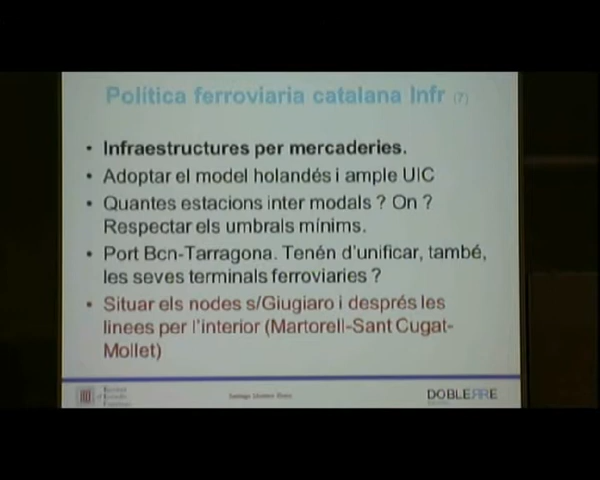 Política ferroviaria catalana Infr (7)
• Infraestructures per mercaderies.
• Adoptar el model holandés i ample UIC
• Quantes estacions inter modals ? On ?
Respectar els umbrals mínims.
• Port Bcn-Tarragona. Tenén d'unificar, també,
les seves terminals ferroviaries ?
• Situar els nodes s/Giugiaro i després les
linees per l'interior (Martorell-Sant Cugat-
Mollet)
DOBLERRE